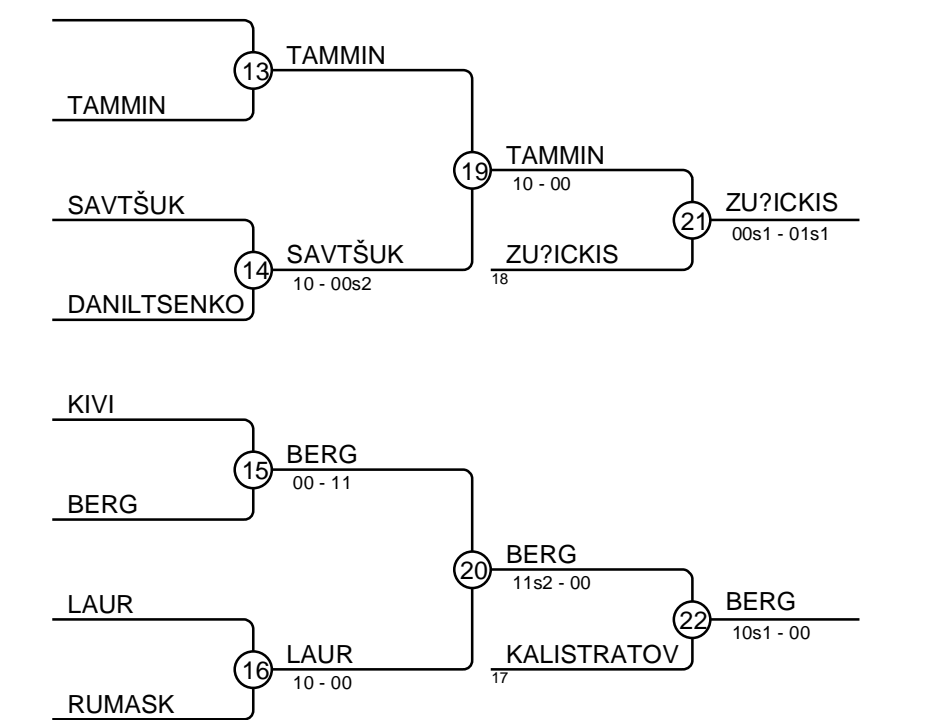 TAMMIN
13
TAMMIN
TAMMIN
19
10 - 00
SAVTŠUK
ZU?ICKIS
21
00s1 - 01s1
SAVTŠUK
ZU?ICKIS
14
10 - 00s2
18
DANILTSENKO
KIVI
BERG
15
00 - 11
BERG
BERG
20
11s2 - 00
LAUR
BERG
22
10s1 - 00
LAUR
KALISTRATOV
16
10 - 00
17
RUMASK